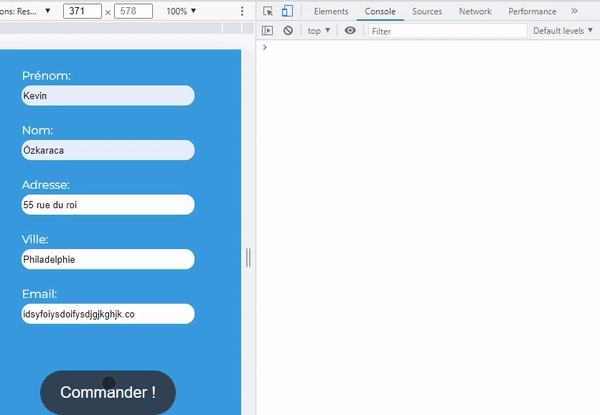 ons: Res... ▼ 371 × 578 100% ▼
Elements Console Sources Network Performance »
top ▼ Filter Default levels ▼
Prénom:
Kevin
Nom:
Özkaraca
Adresse:
55 rue du roi
Ville:
Philadelphie
Email:
idsyfoiysdoifysdjgjkghjk.co
Commander !